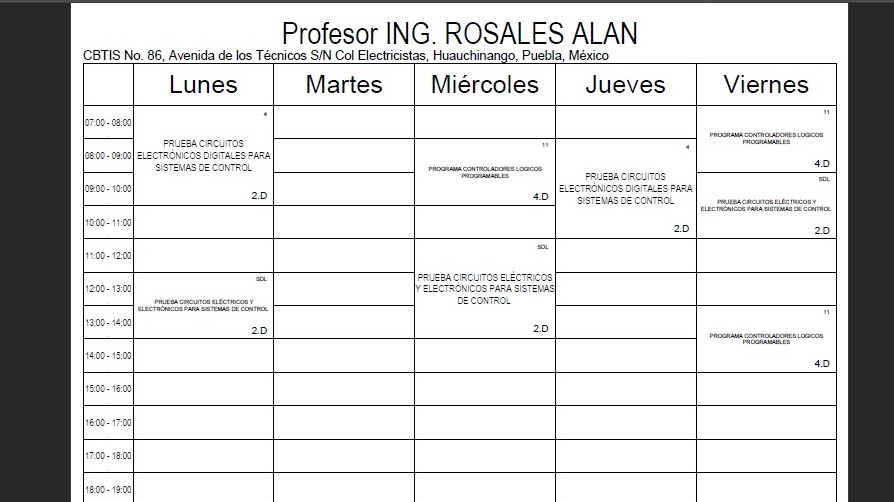 Profesor ING. ROSALES ALAN
CBTIS No. 86, Avenida de los Técnicos S/N Col Electricistas, Huauchinango, Puebla, México
Lunes Martes Miércoles Jueves Viernes
07:00 - 08:00
08:00 - 09:00
09:00 - 10:00
10:00 - 11:00
11:00 - 12:00
12:00 - 13:00
13:00 - 14:00
14:00 - 15:00
15:00 - 16:00
16:00 - 17:00
17:00 - 18:00
18:00 - 19:00
4
PRUEBA CIRCUITOS
ELECTRÓNICOS DIGITALES PARA
SISTEMAS DE CONTROL
2.D
SDL
PRUEBA CIRCUITOS ELÉCTRICOS Y
ELECTRÓNICOS PARA SISTEMAS DE CONTROL
2.D
11
PROGRAMA CONTROLADORES LOGICOS
PROGRAMABLES
4.D
SDL
PRUEBA CIRCUITOS ELÉCTRICOS
Y ELECTRÓNICOS PARA SISTEMAS
DE CONTROL
2.D
4
PRUEBA CIRCUITOS
ELECTRÓNICOS DIGITALES PARA
SISTEMAS DE CONTROL
2.D
11
PROGRAMA CONTROLADORES LOGICOS
PROGRAMABLES
4.D
SDL
PRUEBA CIRCUITOS ELÉCTRICOS Y
ELECTRÓNICOS PARA SISTEMAS DE CONTROL
2.D
11
PROGRAMA CONTROLADORES LOGICOS
PROGRAMABLES
4.D